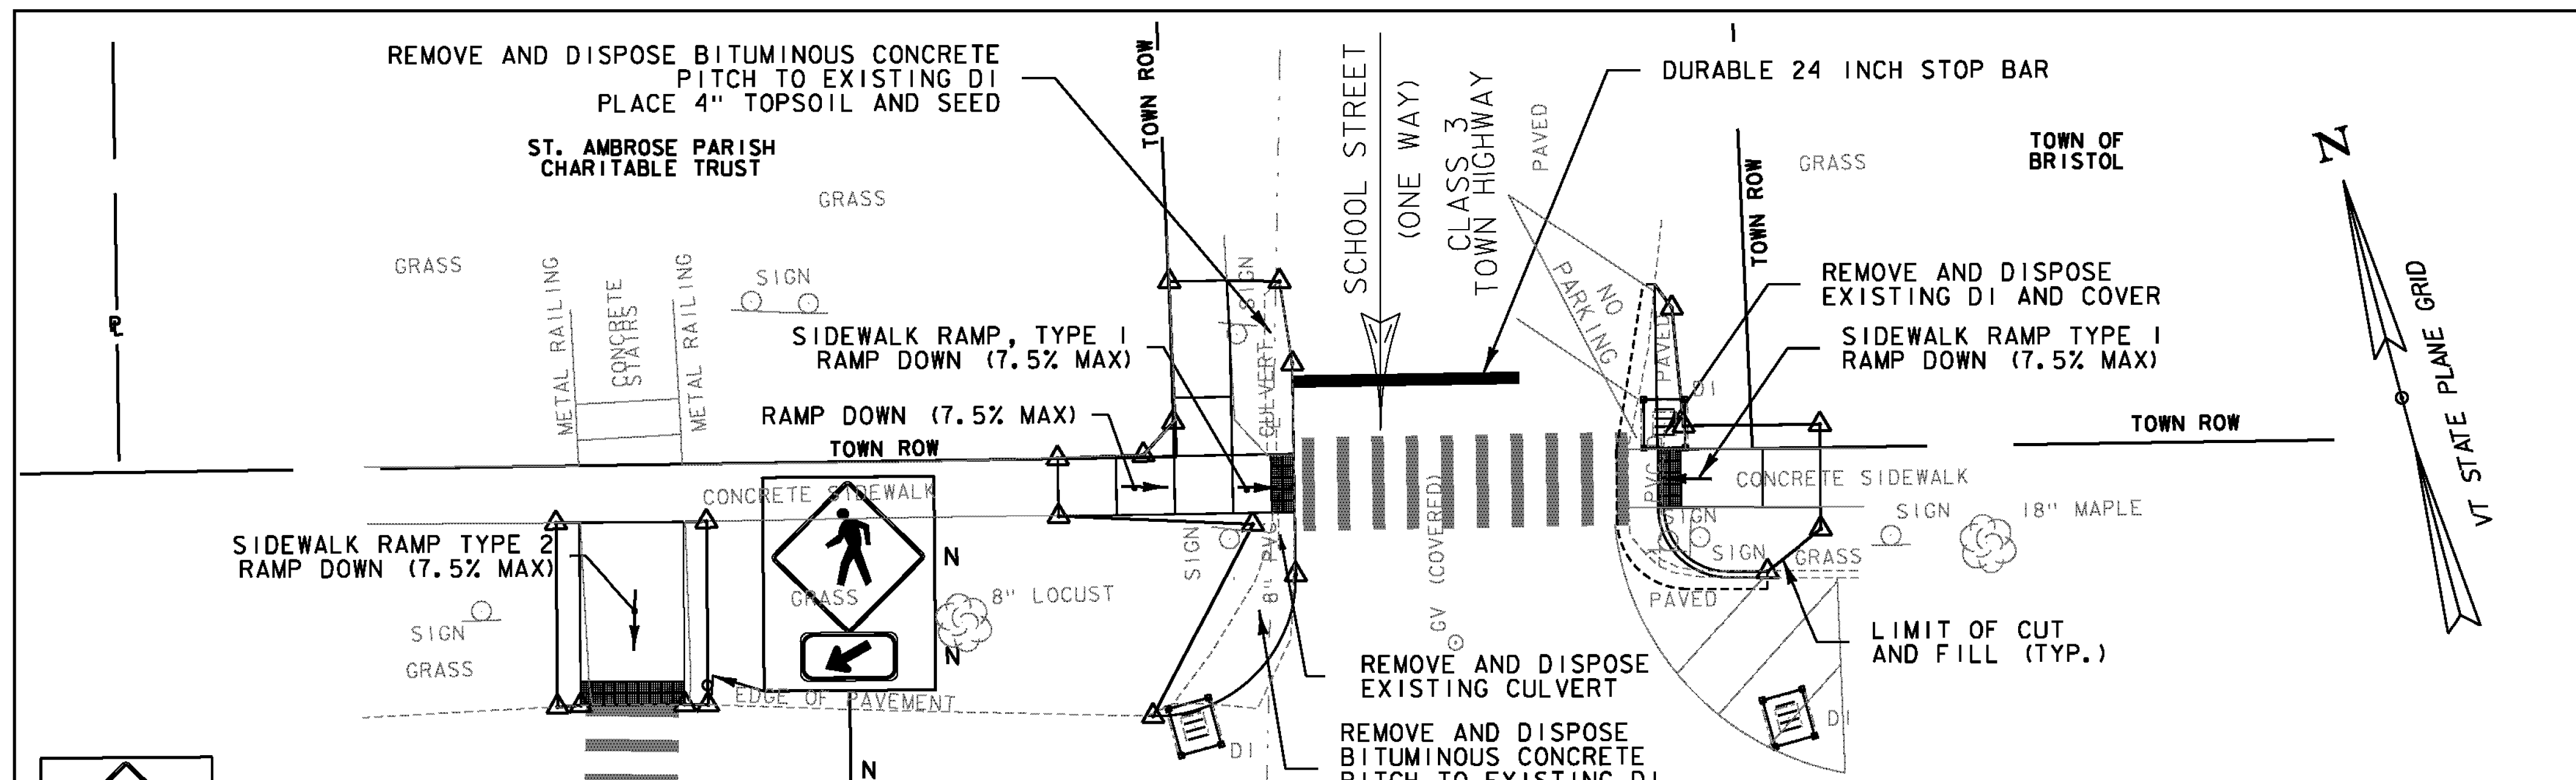 REMOVE AND DISPOSE BITUMINOUS CONCRETE
PITCH TO EXISTING DI
PLACE 4" TOPSOIL AND SEED
ST. AMBROSE PARISH
CHARITABLE TRUST
GRASS
GRASS
METAL RAILING
CONCRETE
STAIRS
METAL RAILING
SIGN
TOWN ROW
SIGN
CULVERT
SCHOOL STREET
(ONE WAY)
CLASS 3
TOWN HIGHWAY
PAVED
DURABLE 24 INCH STOP BAR
NO
PARKING
PAVED
DI
TOWN ROW
GRASS
TOWN OF
BRISTOL
N
VT STATE PLANE GRID
REMOVE AND DISPOSE
EXISTING DI AND COVER
SIDEWALK RAMP TYPE 1
RAMP DOWN (7.5% MAX)
SIDEWALK RAMP, TYPE 1
RAMP DOWN (7.5% MAX)
RAMP DOWN (7.5% MAX)
PL
TOWN ROW
TOWN ROW
CONCRETE SIDEWALK
PVC
CONCRETE SIDEWALK
SIDEWALK RAMP TYPE 2
RAMP DOWN (7.5% MAX)
SIGN
GRASS
GRASS
N
N
8" LOCUST
SIGN
8" PVC
GV (COVERED)
SIGN
SIGN
GRASS
SIGN
18" MAPLE
PAVED
LIMIT OF CUT
AND FILL (TYP.)
REMOVE AND DISPOSE
EXISTING CULVERT
EDGE OF PAVEMENT
DI
DI
REMOVE AND DISPOSE
BITUMINOUS CONCRETE
PITCH TO EXISTING DI
N